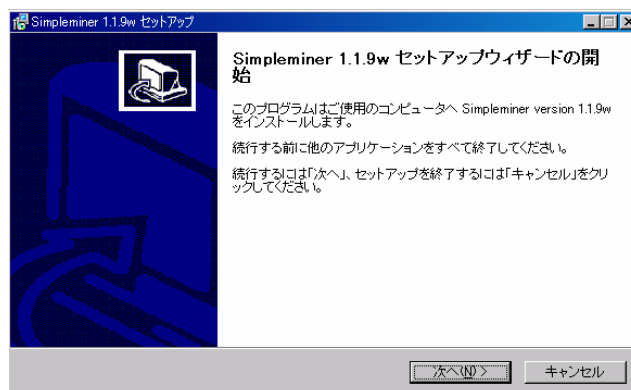 Simpleminer 1.1.9w セットアップ
Simpleminer 1.1.9w セットアップウィザードの開
始
このプログラムはご使用のコンピュータへ Simpleminer version 1.1.9w
をインストールします。
続行する前に他のアプリケーションをすべて終了してください。
続行するには「次へ」、セットアップを終了するには「キャンセル」をクリ
ックしてください。
次へ(N) >
キャンセル